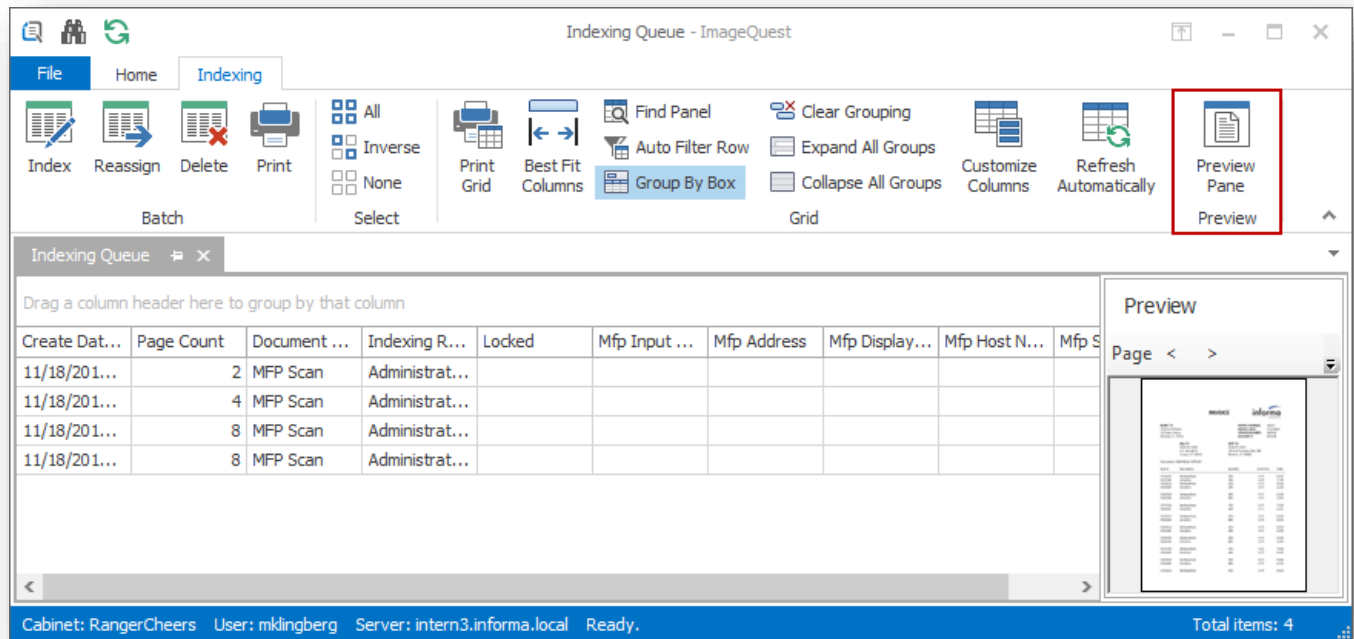 Indexing Queue - ImageQuest
File Home Indexing
Index Reassign Delete Print
Batch
All
Inverse
None
Select
Print Grid
Best Fit Columns
Find Panel
Auto Filter Row
Group By Box
Clear Grouping
Expand All Groups
Collapse All Groups
Customize Columns
Refresh Automatically
Grid
Preview Pane
Preview
Indexing Queue
Drag a column header here to group by that column
Create Dat... Page Count Document ... Indexing R... Locked Mfp Input ... Mfp Address Mfp Display... Mfp Host N... Mfp S
11/18/201... 2 MFP Scan Administrat...
11/18/201... 4 MFP Scan Administrat...
11/18/201... 8 MFP Scan Administrat...
11/18/201... 8 MFP Scan Administrat...
Preview
Page < >
INVOICE informa
Cabinet: RangerCheers User: mklingberg Server: intern3.informa.local Ready. Total items: 4